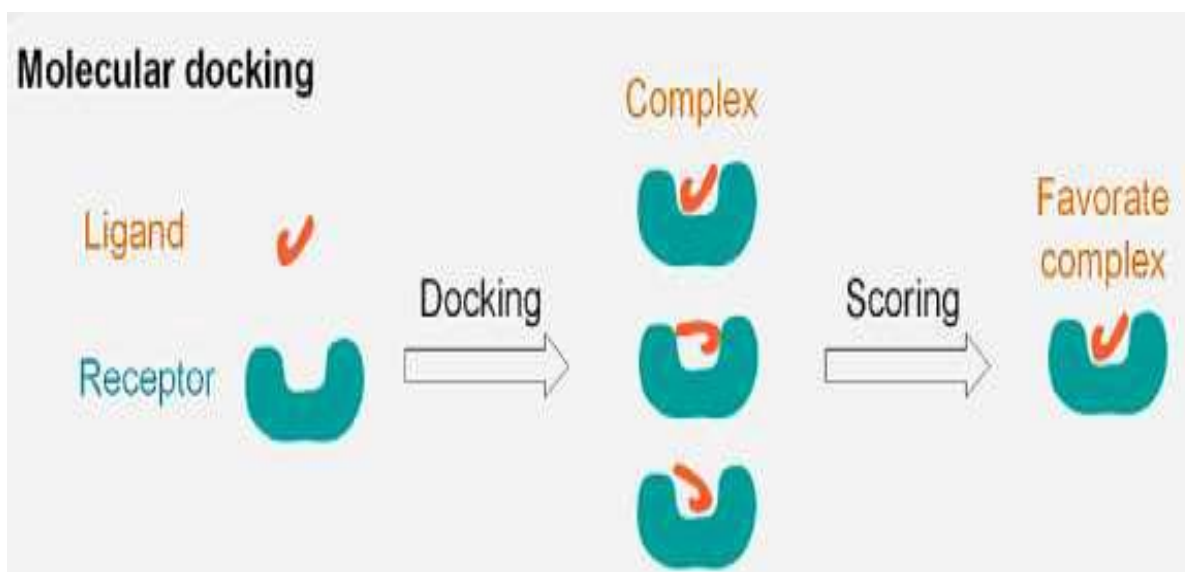 Molecular docking
Ligand
Receptor
Docking
Complex
Scoring
Favorate
complex